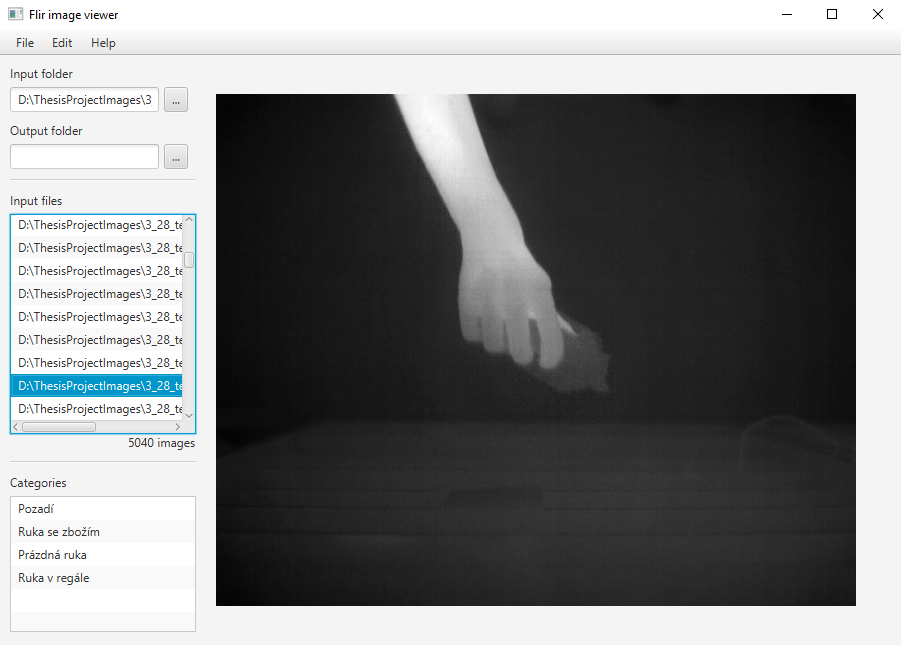 Flir image viewer
File Edit Help
Input folder
D:\ThesisProjectImages\3
...
Output folder
...
Input files
D:\ThesisProjectImages\3_28_te
D:\ThesisProjectImages\3_28_te
D:\ThesisProjectImages\3_28_te
D:\ThesisProjectImages\3_28_te
D:\ThesisProjectImages\3_28_te
D:\ThesisProjectImages\3_28_te
D:\ThesisProjectImages\3_28_te
D:\ThesisProjectImages\3_28_te
D:\ThesisProjectImages\3_28_te
5040 images
Categories
Pozadí
Ruka se zbožím
Prázdná ruka
Ruka v regále